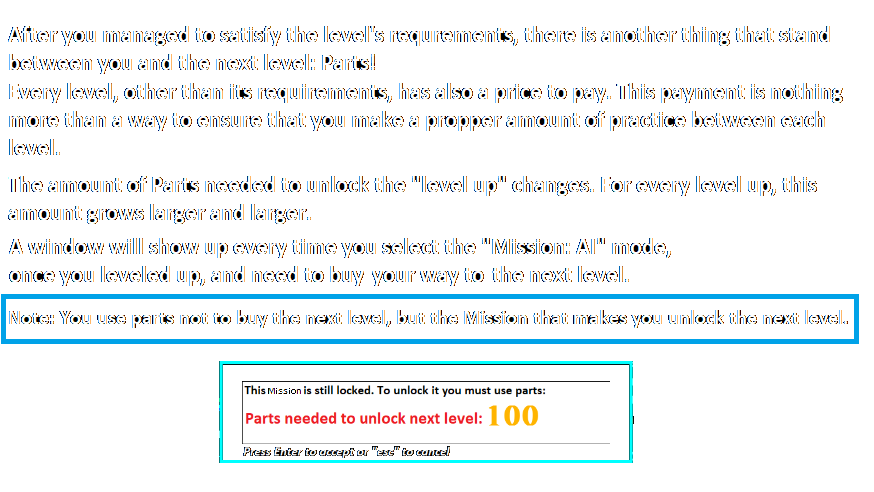 After you managed to satisfy the level's requrements, there is another thing that stand
between you and the next level: Parts!
Every level, other than its requirements, has also a price to pay. This payment is nothing
more than a way to ensure that you make a propper amount of practice between each
level.
The amount of Parts needed to unlock the "level up" changes. For every level up, this
amount grows larger and larger.
A window will show up every time you select the "Mission: AI" mode,
once you leveled up, and need to buy your way to the next level.
Note: You use parts not to buy the next level, but the Mission that makes you unlock the next level.
This Mission is still locked. To unlock it you must use parts:
Parts needed to unlock next level: 100
Press Enter to accept or "esc" to cancel